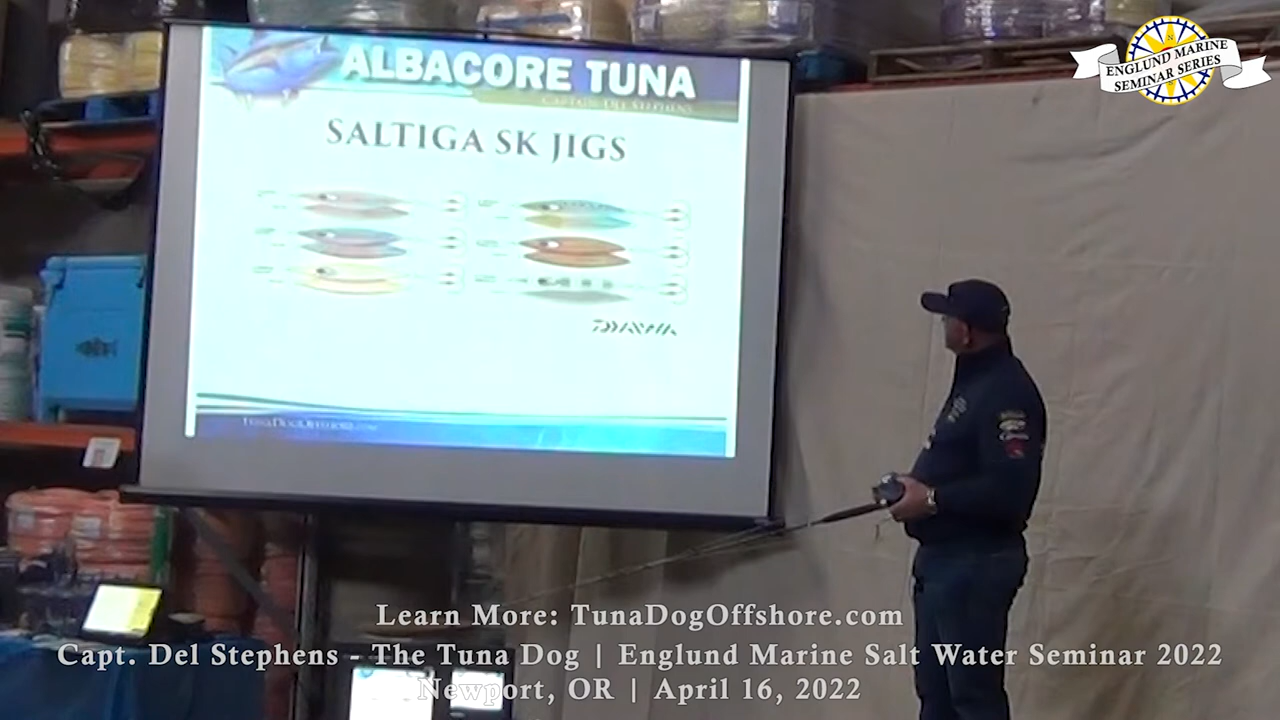 ALBACORE TUNA
CAPTAIN DEL STEPHENS
SALTIGA SK JIGS
DAIWA
TUNADOGOFFSHORE.COM
ENGLUND MARINE
SEMINAR SERIES
Learn More: TunaDogOffshore.com
Capt. Del Stephens - The Tuna Dog | Englund Marine Salt Water Seminar 2022
Newport, OR | April 16, 2022